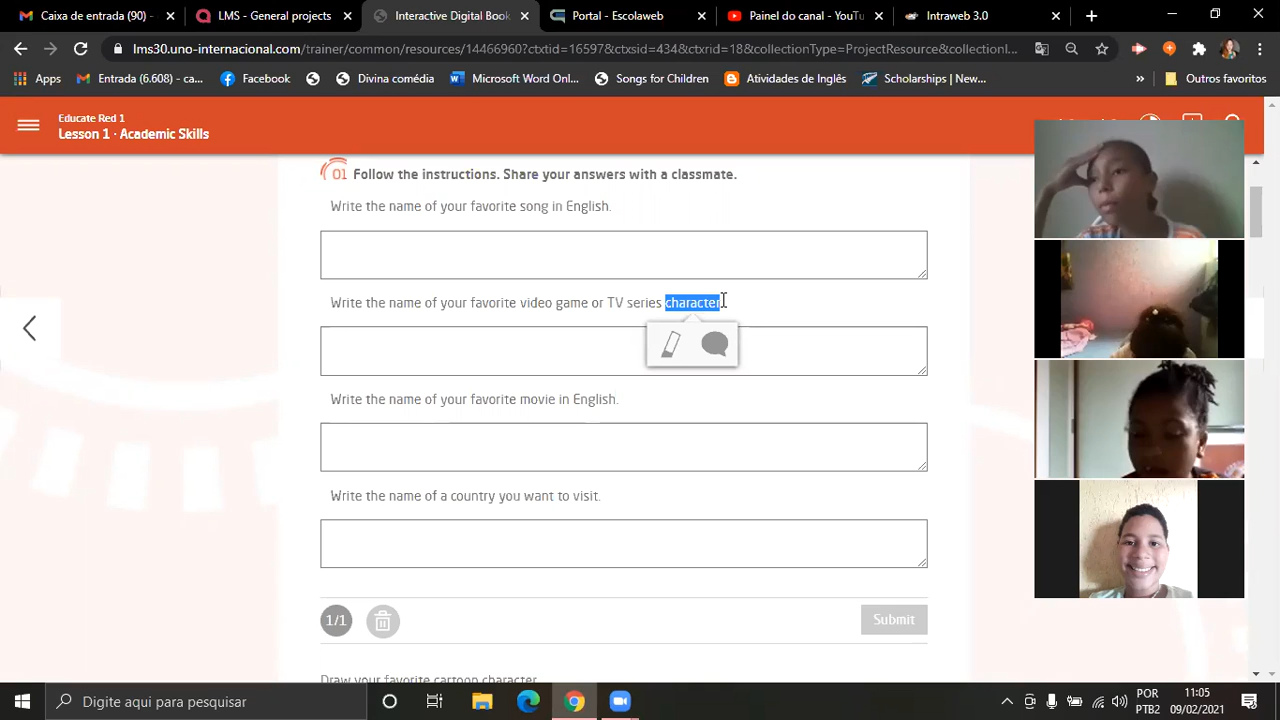 Caixa de entrada (90) -
LMS - General projects
Interactive Digital Book
Portal - Escolaweb
Painel do canal - YouTu
Intraweb 3.0
lms30.uno-internacional.com/trainer/common/resources/14466960?ctxtid=16597&ctxsid=434&ctxrid=18&collectionType=ProjectResource&collectionI...
Apps
Entrada (6.608) - ca...
Facebook
Divina comédia
Microsoft Word Onl...
Songs for Children
Atividades de Inglês
Scholarships | New...
»
Outros favoritos
Educate Red 1
Lesson 1 · Academic Skills
01 Follow the instructions. Share your answers with a classmate.
Write the name of your favorite song in English.
Write the name of your favorite video game or TV series character.
Write the name of your favorite movie in English.
Write the name of a country you want to visit.
1/1
Submit
Draw your favorite cartoon character
Digite aqui para pesquisar
POR
PTB2
11:05
09/02/2021